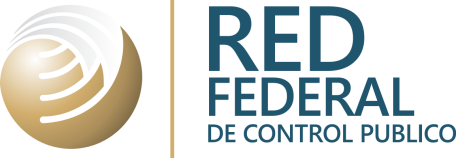 RED
FEDERAL
DE CONTROL PUBLICO